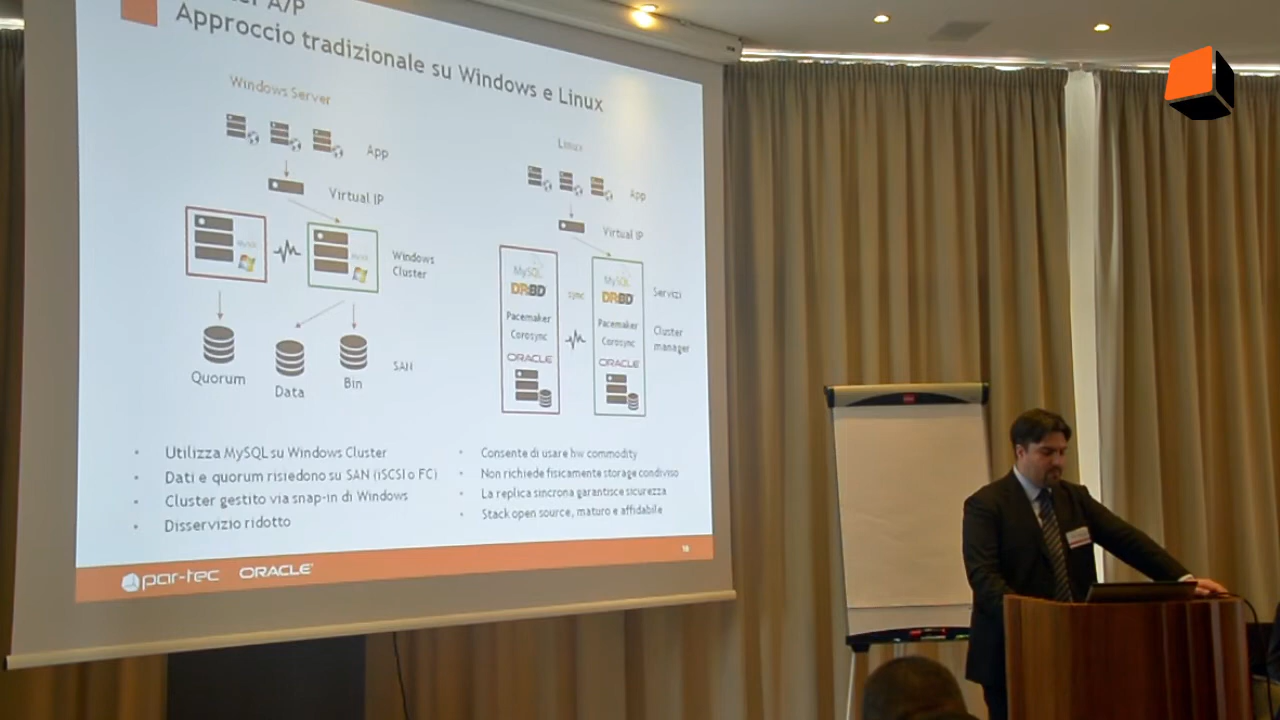 A/P
Approccio tradizionale su Windows e Linux
Windows Server
App
Virtual IP
MySQL
MySQL
Windows
Cluster
Quorum
Data
Bin
SAN
Linux
App
Virtual IP
MySQL
DRBD
sync
MySQL
DRBD
Servizi
Pacemaker
Corosync
Pacemaker
Corosync
Cluster
manager
ORACLE
ORACLE
• Utilizza MySQL su Windows Cluster
• Dati e quorum risiedono su SAN (iSCSI o FC)
• Cluster gestito via snap-in di Windows
• Disservizio ridotto
• Consente di usare hw commodity
• Non richiede fisicamente storage condiviso
• La replica sincrona garantisce sicurezza
• Stack open source, maturo e affidabile
par-tec ORACLE